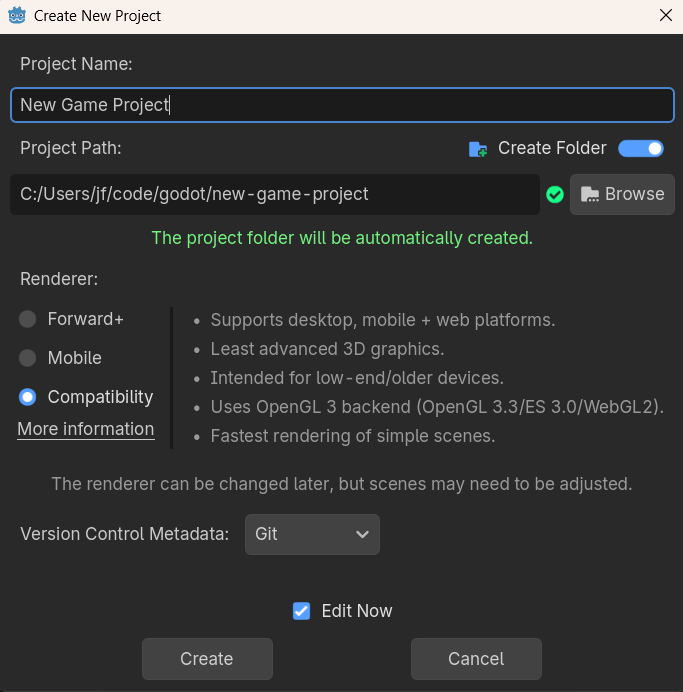 Create New Project
Project Name:
New Game Project
Project Path:
Create Folder
C:/Users/jf/code/godot/new-game-project
Browse
The project folder will be automatically created.
Renderer:
Forward+
Mobile
Compatibility
More information
• Supports desktop, mobile + web platforms.
• Least advanced 3D graphics.
• Intended for low-end/older devices.
• Uses OpenGL 3 backend (OpenGL 3.3/ES 3.0/WebGL2).
• Fastest rendering of simple scenes.
The renderer can be changed later, but scenes may need to be adjusted.
Version Control Metadata:
Git
Edit Now
Create
Cancel